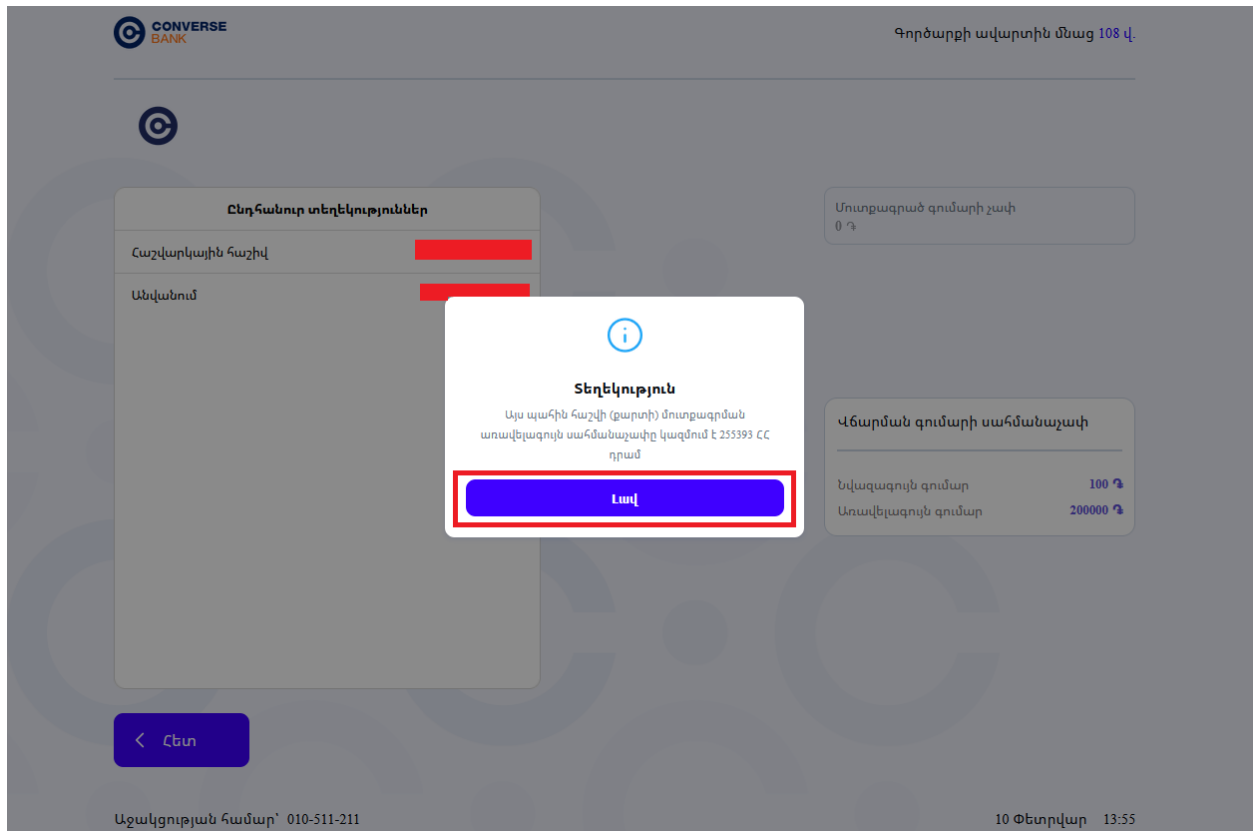 CONVERSE
BANK
Գործարքի ավարտին մնաց 108 վ.
Ընդհանուր տեղեկություններ
Հաշվարկային հաշիվ
Անվանում
Մուտքագրած գումարի չափ
0 ֏
Տեղեկություն
Այս պահին հաշվի (քարտի) մուտքագրման
առավելագույն սահմանաչափը կազմում է 255393 ՀՀ
դրամ
Լավ
Վճարման գումարի սահմանաչափ
Նվազագույն գումար 100 ֏
Առավելագույն գումար 200000 ֏
Հետ
Աջակցության համար՝ 010-511-211
10 Փետրվար 13:55